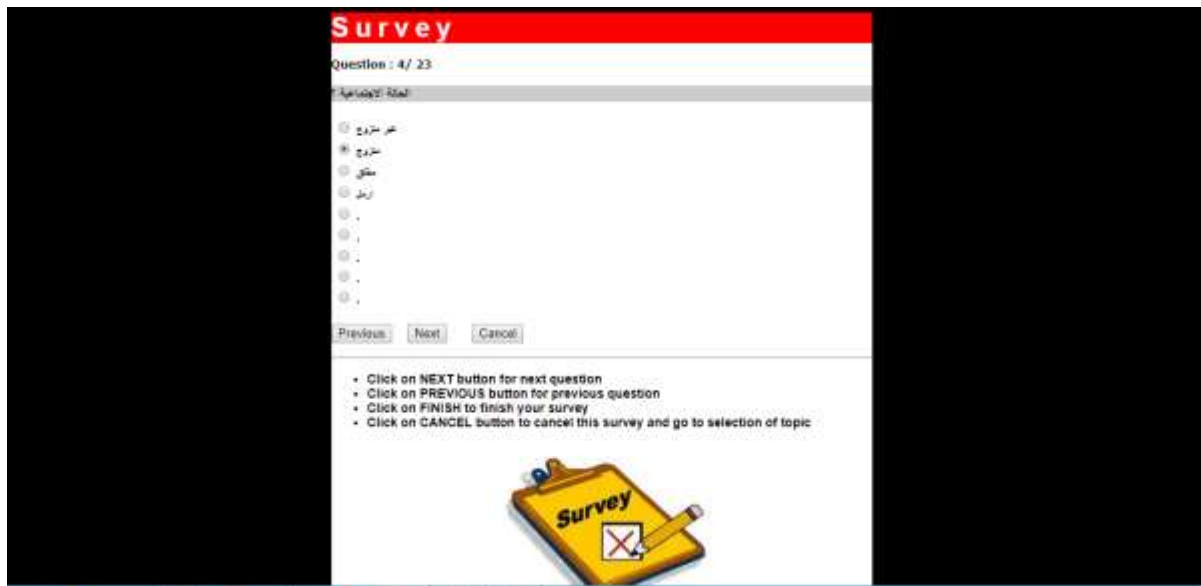 Survey
Question : 4/ 23
الحالة الاجتماعية ؟
غير متزوج
متزوج
مطلق
ارمل
.
.
.
.
.
Previous Next Cancel
• Click on NEXT button for next question
• Click on PREVIOUS button for previous question
• Click on FINISH to finish your survey
• Click on CANCEL button to cancel this survey and go to selection of topic
Survey